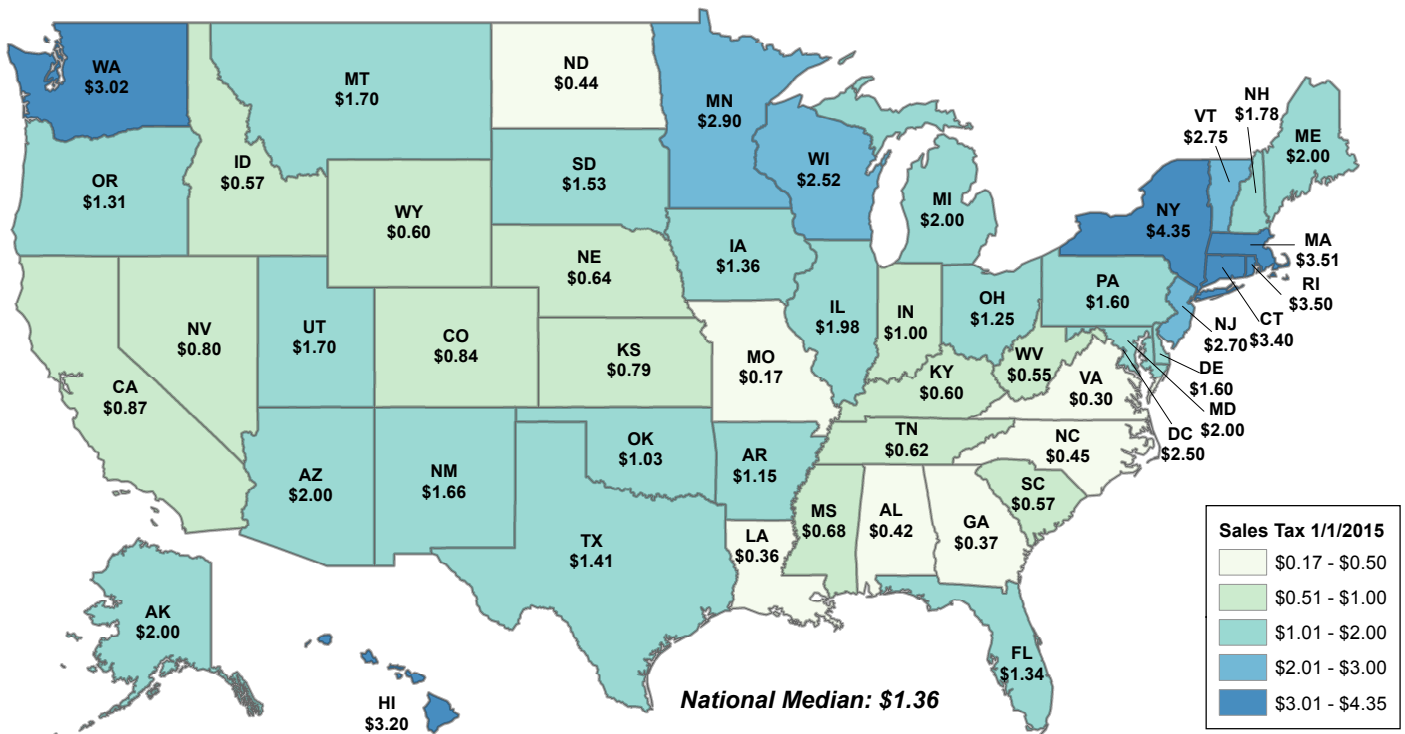 WA
$3.02
MT
$1.70
ND
$0.44
MN
$2.90
NH
$1.78
VT
$2.75
ME
$2.00
ID
$0.57
OR
$1.31
SD
$1.53
WI
$2.52
WY
$0.60
MI
$2.00
NY
$4.35
MA
$3.51
RI
$3.50
CT
$3.40
IA
$1.36
NE
$0.64
PA
$1.60
NJ
$2.70
IL
$1.98
IN
$1.00
OH
$1.25
NV
$0.80
UT
$1.70
CO
$0.84
KS
$0.79
MO
$0.17
WV
$0.55
VA
$0.30
DE
$1.60
MD
$2.00
DC
$2.50
CA
$0.87
KY
$0.60
TN
$0.62
NC
$0.45
OK
$1.03
AR
$1.15
AZ
$2.00
NM
$1.66
SC
$0.57
MS
$0.68
AL
$0.42
GA
$0.37
TX
$1.41
LA
$0.36
AK
$2.00
FL
$1.34
HI
$3.20
National Median: $1.36
Sales Tax 1/1/2015
$0.17 - $0.50
$0.51 - $1.00
$1.01 - $2.00
$2.01 - $3.00
$3.01 - $4.35